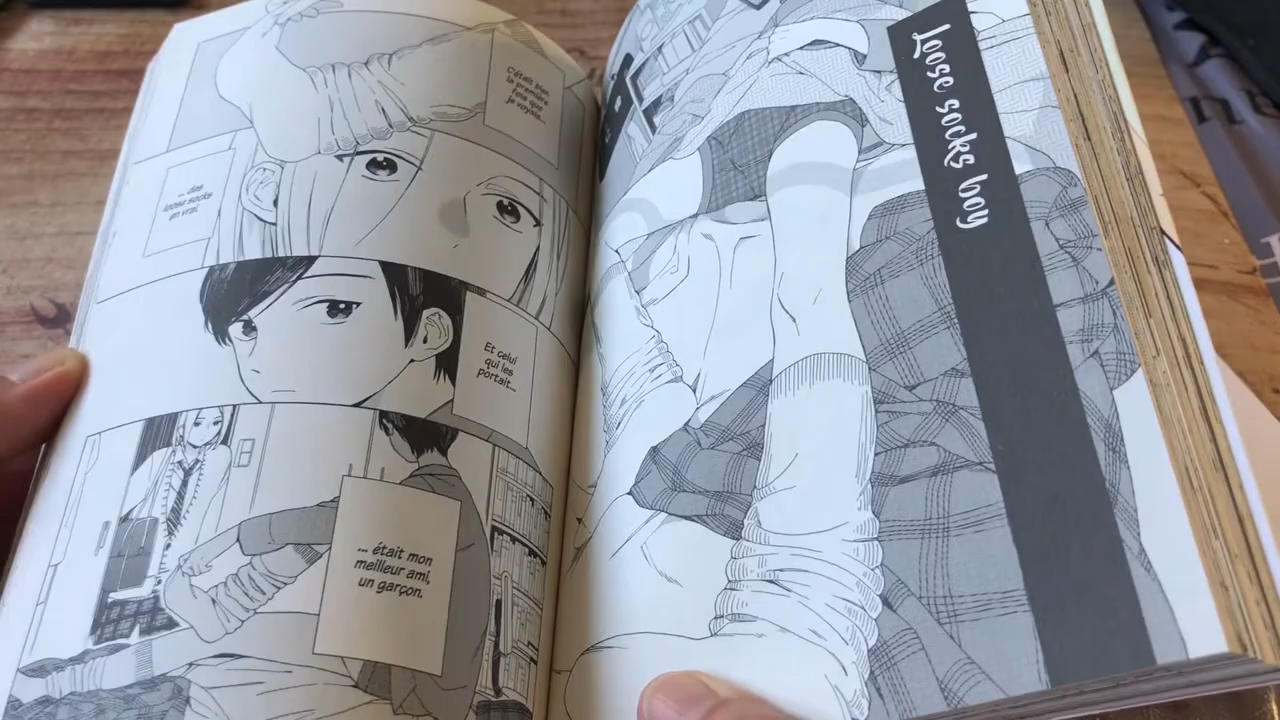 C'était bien
la première
fois que
je voyais...
... des
loose socks
en vrai.
Et celui
qui les
portait...
... était mon
meilleur ami,
un garçon.
Loose socks boy